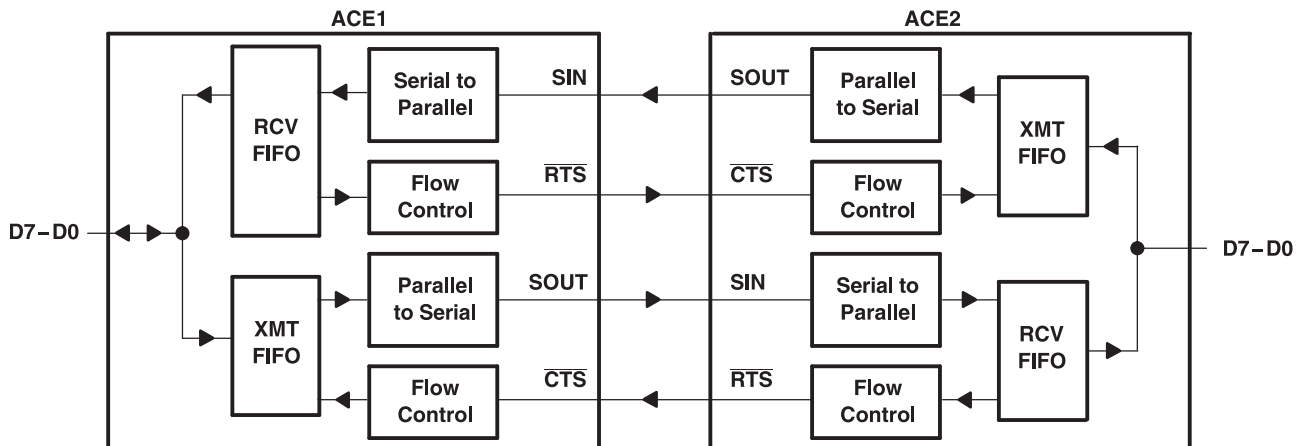 ACE1
ACE2
RCV
FIFO
Serial to
Parallel
SIN
SOUT
Parallel
to Serial
XMT
FIFO
Flow
Control
RTS
CTS
Flow
Control
D7–D0
D7–D0
XMT
FIFO
Parallel
to Serial
SOUT
SIN
Serial to
Parallel
RCV
FIFO
Flow
Control
CTS
RTS
Flow
Control